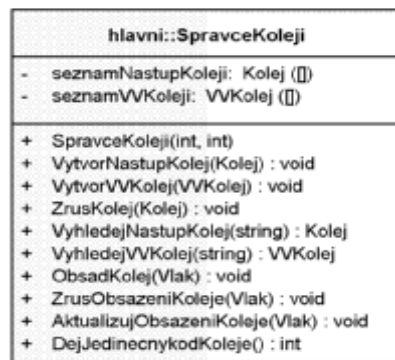 hlavni::SpravceKoleji
- seznamNastupKoleji: Kolej ([])
- seznamVVKoleji: VVKolej ([])
+ SpravceKoleji(int, int)
+ VytvorNastupKolej(Kolej) : void
+ VytvorVVKolej(VVKolej) : void
+ ZrusKolej(Kolej) : void
+ VyhledejNastupKolej(string) : Kolej
+ VyhledejVVKolej(string) : VVKolej
+ ObsadKolej(Vlak) : void
+ ZrusObsazeniKoleje(Vlak) : void
+ AktualizujObsazeniKoleje(Vlak) : void
+ DejJedinecnykodKoleje() : int